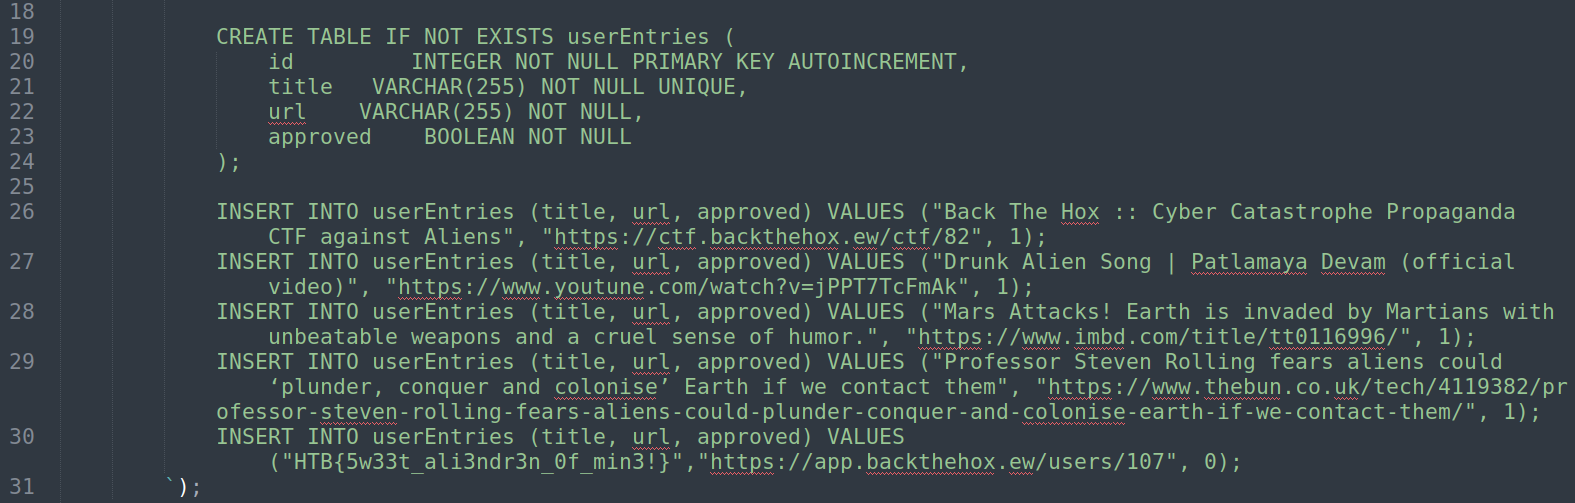 18
19 CREATE TABLE IF NOT EXISTS userEntries (
20 id INTEGER NOT NULL PRIMARY KEY AUTOINCREMENT,
21 title VARCHAR(255) NOT NULL UNIQUE,
22 url VARCHAR(255) NOT NULL,
23 approved BOOLEAN NOT NULL
24 );
25
26 INSERT INTO userEntries (title, url, approved) VALUES ("Back The Hox :: Cyber Catastrophe Propaganda
CTF against Aliens", "https://ctf.backthehox.ew/ctf/82", 1);
27 INSERT INTO userEntries (title, url, approved) VALUES ("Drunk Alien Song | Patlamaya Devam (official
video)", "https://www.youtune.com/watch?v=jPPT7TcFmAk", 1);
28 INSERT INTO userEntries (title, url, approved) VALUES ("Mars Attacks! Earth is invaded by Martians with
unbeatable weapons and a cruel sense of humor.", "https://www.imbd.com/title/tt0116996/", 1);
29 INSERT INTO userEntries (title, url, approved) VALUES ("Professor Steven Rolling fears aliens could
‘plunder, conquer and colonise’ Earth if we contact them", "https://www.thebun.co.uk/tech/4119382/pr
ofessor-steven-rolling-fears-aliens-could-plunder-conquer-and-colonise-earth-if-we-contact-them/", 1);
30 INSERT INTO userEntries (title, url, approved) VALUES
("HTB{5w33t_ali3ndr3n_0f_min3!}","https://app.backthehox.ew/users/107", 0);
31 `);